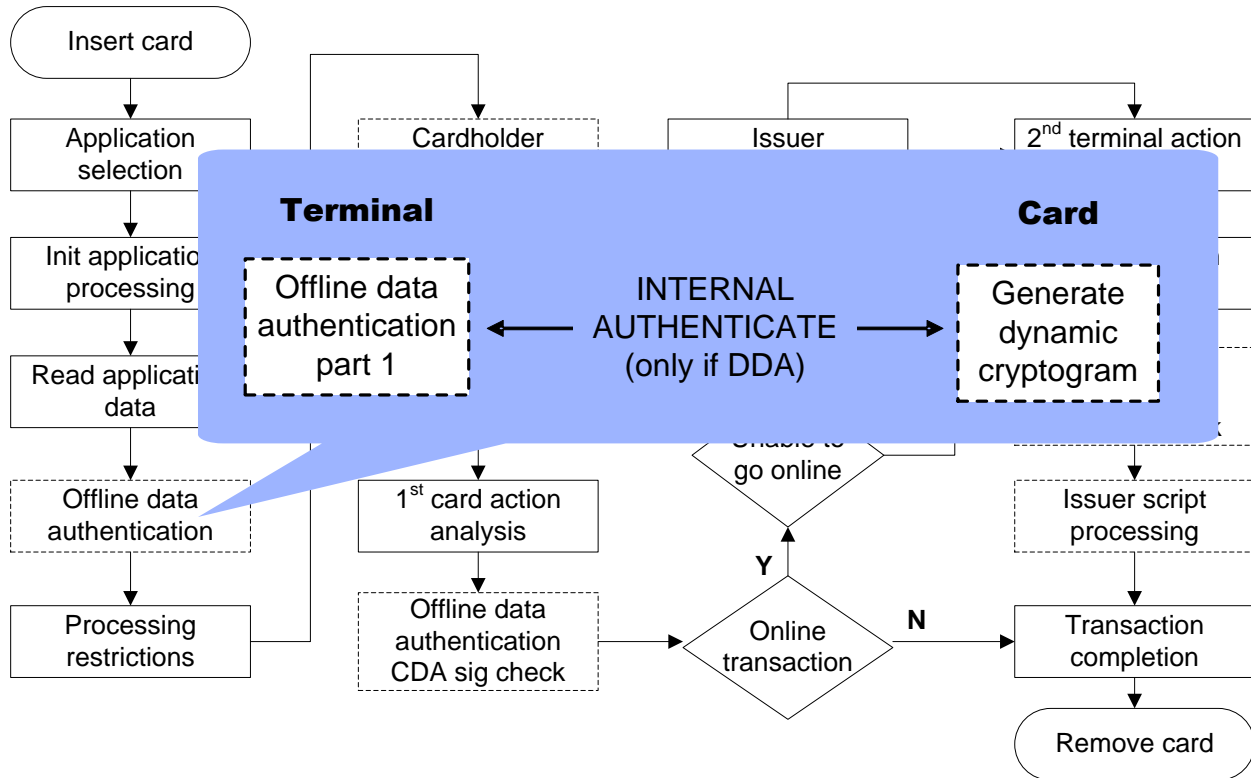 Insert card
Application
selection
Init
processing
Read
data
Offline data
authentication
Processing
restrictions
Cardholder
1st card action
analysis
Offline data
authentication
CDA sig check
Issuer
Unable to
go online
Y
Online
transaction
N
2nd terminal action
Issuer script
processing
Transaction
completion
Remove card
Terminal
Offline data
authentication
part 1
INTERNAL
AUTHENTICATE
(only if DDA)
Card
Generate
dynamic
cryptogram